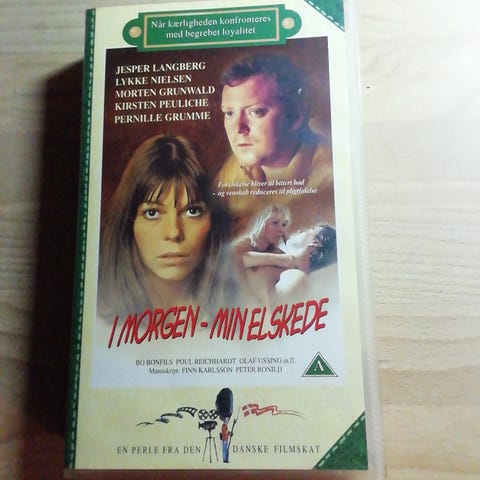 Når kærligheden konfronteres
med begrebet loyalitet
JESPER LANGBERG
LYKKE NIELSEN
MORTEN GRUNWALD
KIRSTEN PEULICHE
PERNILLE GRUMME
Forelskelse bliver til bittert had
- og venskab reduceres til pligtfølelse
I MORGEN - MIN ELSKEDE
BO BONFILS POUL REICHHARDT OLAF USSING m.fl.
Manuskript: FINN KARLSSON PETER RONILD
A
EN PERLE FRA DEN DANSKE FILMSKAT